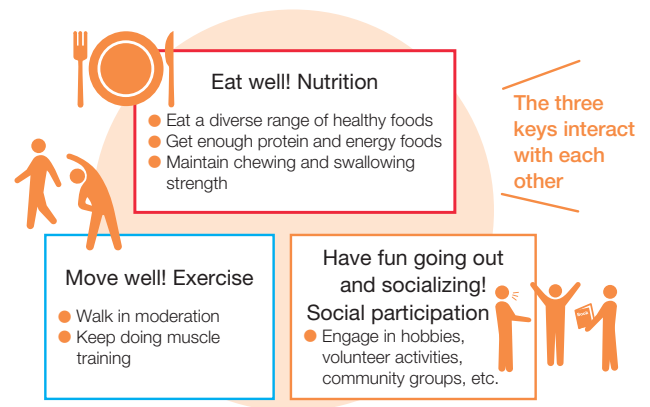 Eat well! Nutrition
● Eat a diverse range of healthy foods
● Get enough protein and energy foods
● Maintain chewing and swallowing
strength
The three
keys interact
with each
other
Move well! Exercise
● Walk in moderation
● Keep doing muscle
training
Have fun going out
and socializing!
Social participation
● Engage in hobbies,
volunteer activities,
community groups, etc.